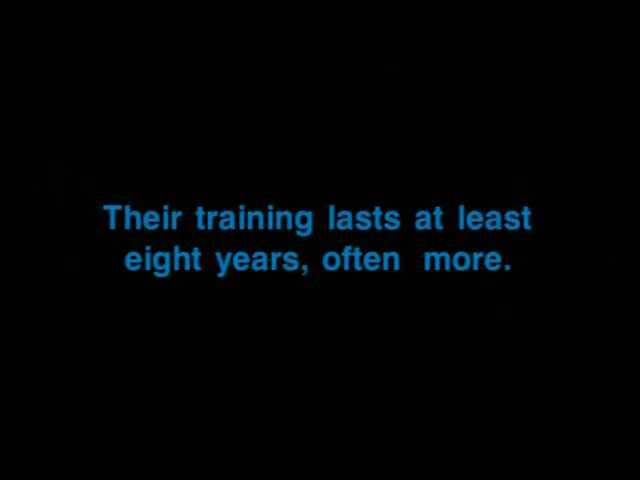 Their training lasts at least
eight years, often more.